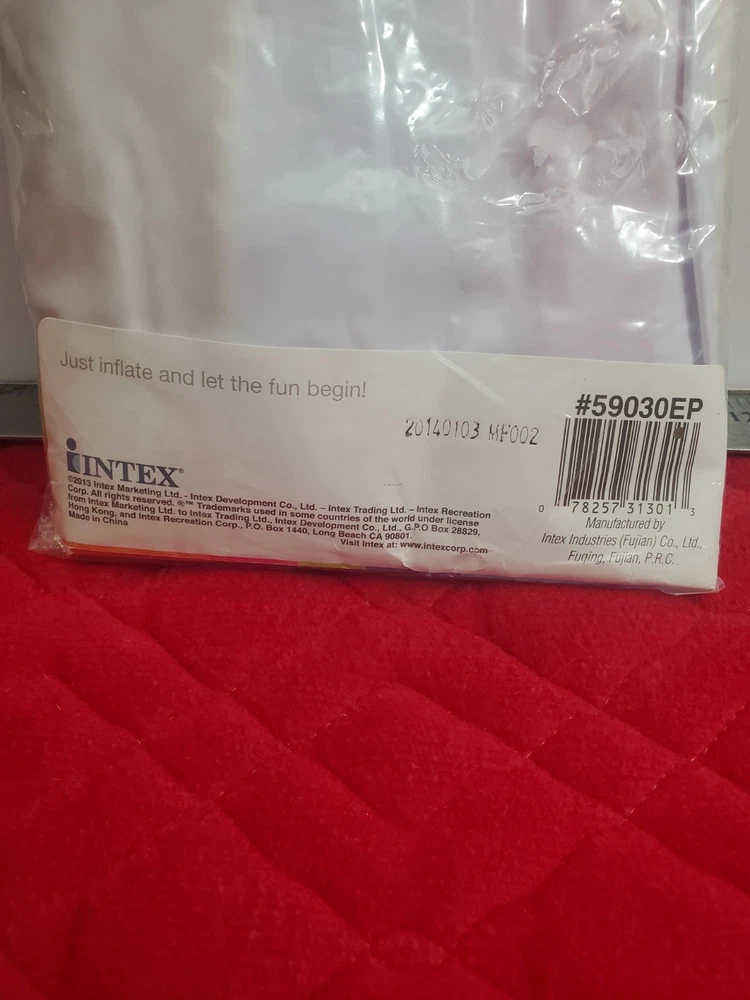 Just inflate and let the fun begin!
#59030EP
20140103 MF002
INTEX®
0 78257 31301 3
©2013 Intex Marketing Ltd. - Intex Development Co., Ltd. – Intex Trading Ltd. – Intex Recreation
Corp. All rights reserved. ®™ Trademarks used in some countries of the world under license
from Intex Marketing Ltd. to Intex Trading Ltd., Intex Development Co., Ltd., G.P.O Box 28829,
Hong Kong, and Intex Recreation Corp., P.O. Box 1440, Long Beach CA 90801.
Made in China
Visit Intex at: www.intexcorp.com
Manufactured by
Intex Industries (Fujian) Co., Ltd.,
Fuqing, Fujian, P.R.C.